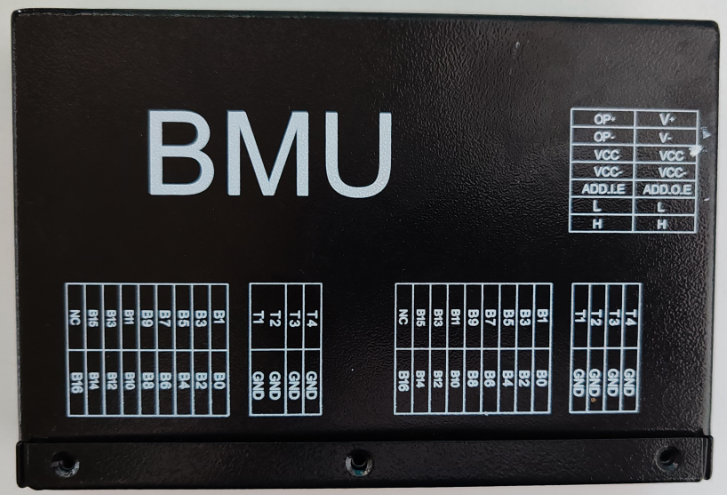 BMU
OP+ V+
OP- V-
VCC VCC
VCC- VCC-
ADD.I.E ADD.O.E
L L
H H
NC B15 B13 B11 B9 B7 B5 B3 B1
B16 B14 B12 B10 B8 B6 B4 B2 B0
T1 T2 T3 T4
GND GND GND GND
NC B15 B13 B11 B9 B7 B5 B3 B1
B16 B14 B12 B10 B8 B6 B4 B2 B0
T1 T2 T3 T4
GND GND GND GND